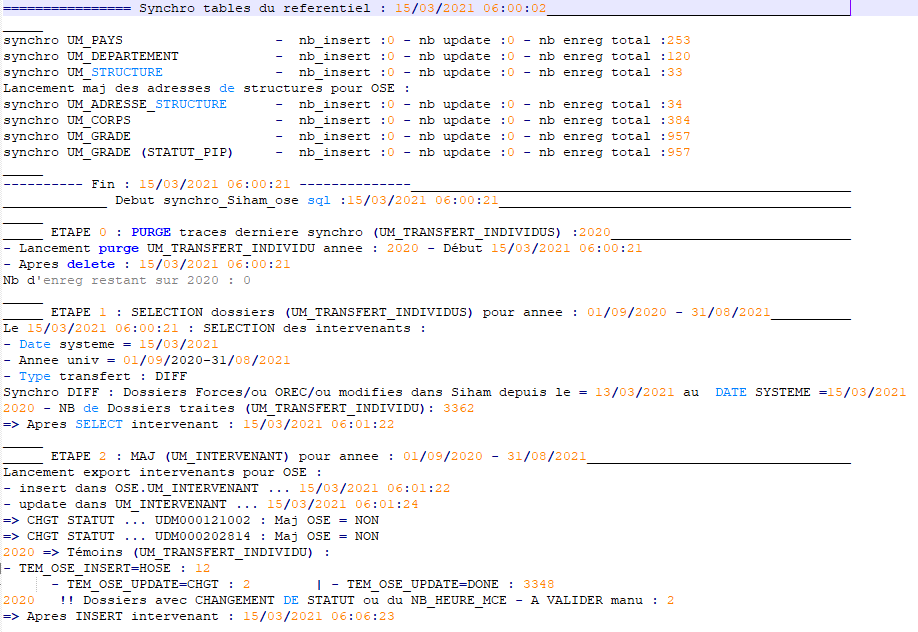 ================ Synchro tables du referentiel : 15/03/2021 06:00:02______________________________________
_____
synchro UM_PAYS - nb_insert :0 - nb update :0 - nb enreg total :253
synchro UM_DEPARTEMENT - nb_insert :0 - nb update :0 - nb enreg total :120
synchro UM_STRUCTURE - nb_insert :0 - nb update :0 - nb enreg total :33
Lancement maj des adresses de structures pour OSE :
synchro UM_ADRESSE_STRUCTURE - nb_insert :0 - nb update :0 - nb enreg total :34
synchro UM_CORPS - nb_insert :0 - nb update :0 - nb enreg total :384
synchro UM_GRADE - nb_insert :0 - nb update :0 - nb enreg total :957
synchro UM_GRADE (STATUT_PIP) - nb_insert :0 - nb update :0 - nb enreg total :957
_____
---------- Fin : 15/03/2021 06:00:21 --------------_______________________________________________________
_____________ Debut synchro_Siham_ose sql :15/03/2021 06:00:21____________________________________________
_____
_____ ETAPE 0 : PURGE traces derniere synchro (UM_TRANSFERT_INDIVIDUS) :2020______________________________
- Lancement purge UM_TRANSFERT_INDIVIDU annee : 2020 - Début 15/03/2021 06:00:21
- Apres delete : 15/03/2021 06:00:21
Nb d'enreg restant sur 2020 : 0
_____
_____ ETAPE 1 : SELECTION dossiers (UM_TRANSFERT_INDIVIDUS) pour annee : 01/09/2020 - 31/08/2021__________
Le 15/03/2021 06:00:21 : SELECTION des intervenants :
- Date systeme = 15/03/2021
- Annee univ = 01/09/2020-31/08/2021
- Type transfert : DIFF
Synchro DIFF : Dossiers Forces/ou OREC/ou modifies dans Siham depuis le = 13/03/2021 au DATE SYSTEME =15/03/2021
2020 - NB de Dossiers traites (UM_TRANSFERT_INDIVIDU): 3362
=> Apres SELECT intervenant : 15/03/2021 06:01:22
_____
_____ ETAPE 2 : MAJ (UM_INTERVENANT) pour annee : 01/09/2020 - 31/08/2021_________________________________
Lancement export intervenants pour OSE :
- insert dans OSE.UM_INTERVENANT ... 15/03/2021 06:01:22
- update dans UM_INTERVENANT ... 15/03/2021 06:01:24
=> CHGT STATUT ... UDM000121002 : Maj OSE = NON
=> CHGT STATUT ... UDM000202814 : Maj OSE = NON
2020 => Témoins (UM_TRANSFERT_INDIVIDU) :
- TEM_OSE_INSERT=HOSE : 12
- TEM_OSE_UPDATE=CHGT : 2 | - TEM_OSE_UPDATE=DONE : 3348
2020 !! Dossiers avec CHANGEMENT DE STATUT ou du NB_HEURE_MCE - A VALIDER manu : 2
=> Apres INSERT intervenant : 15/03/2021 06:06:23